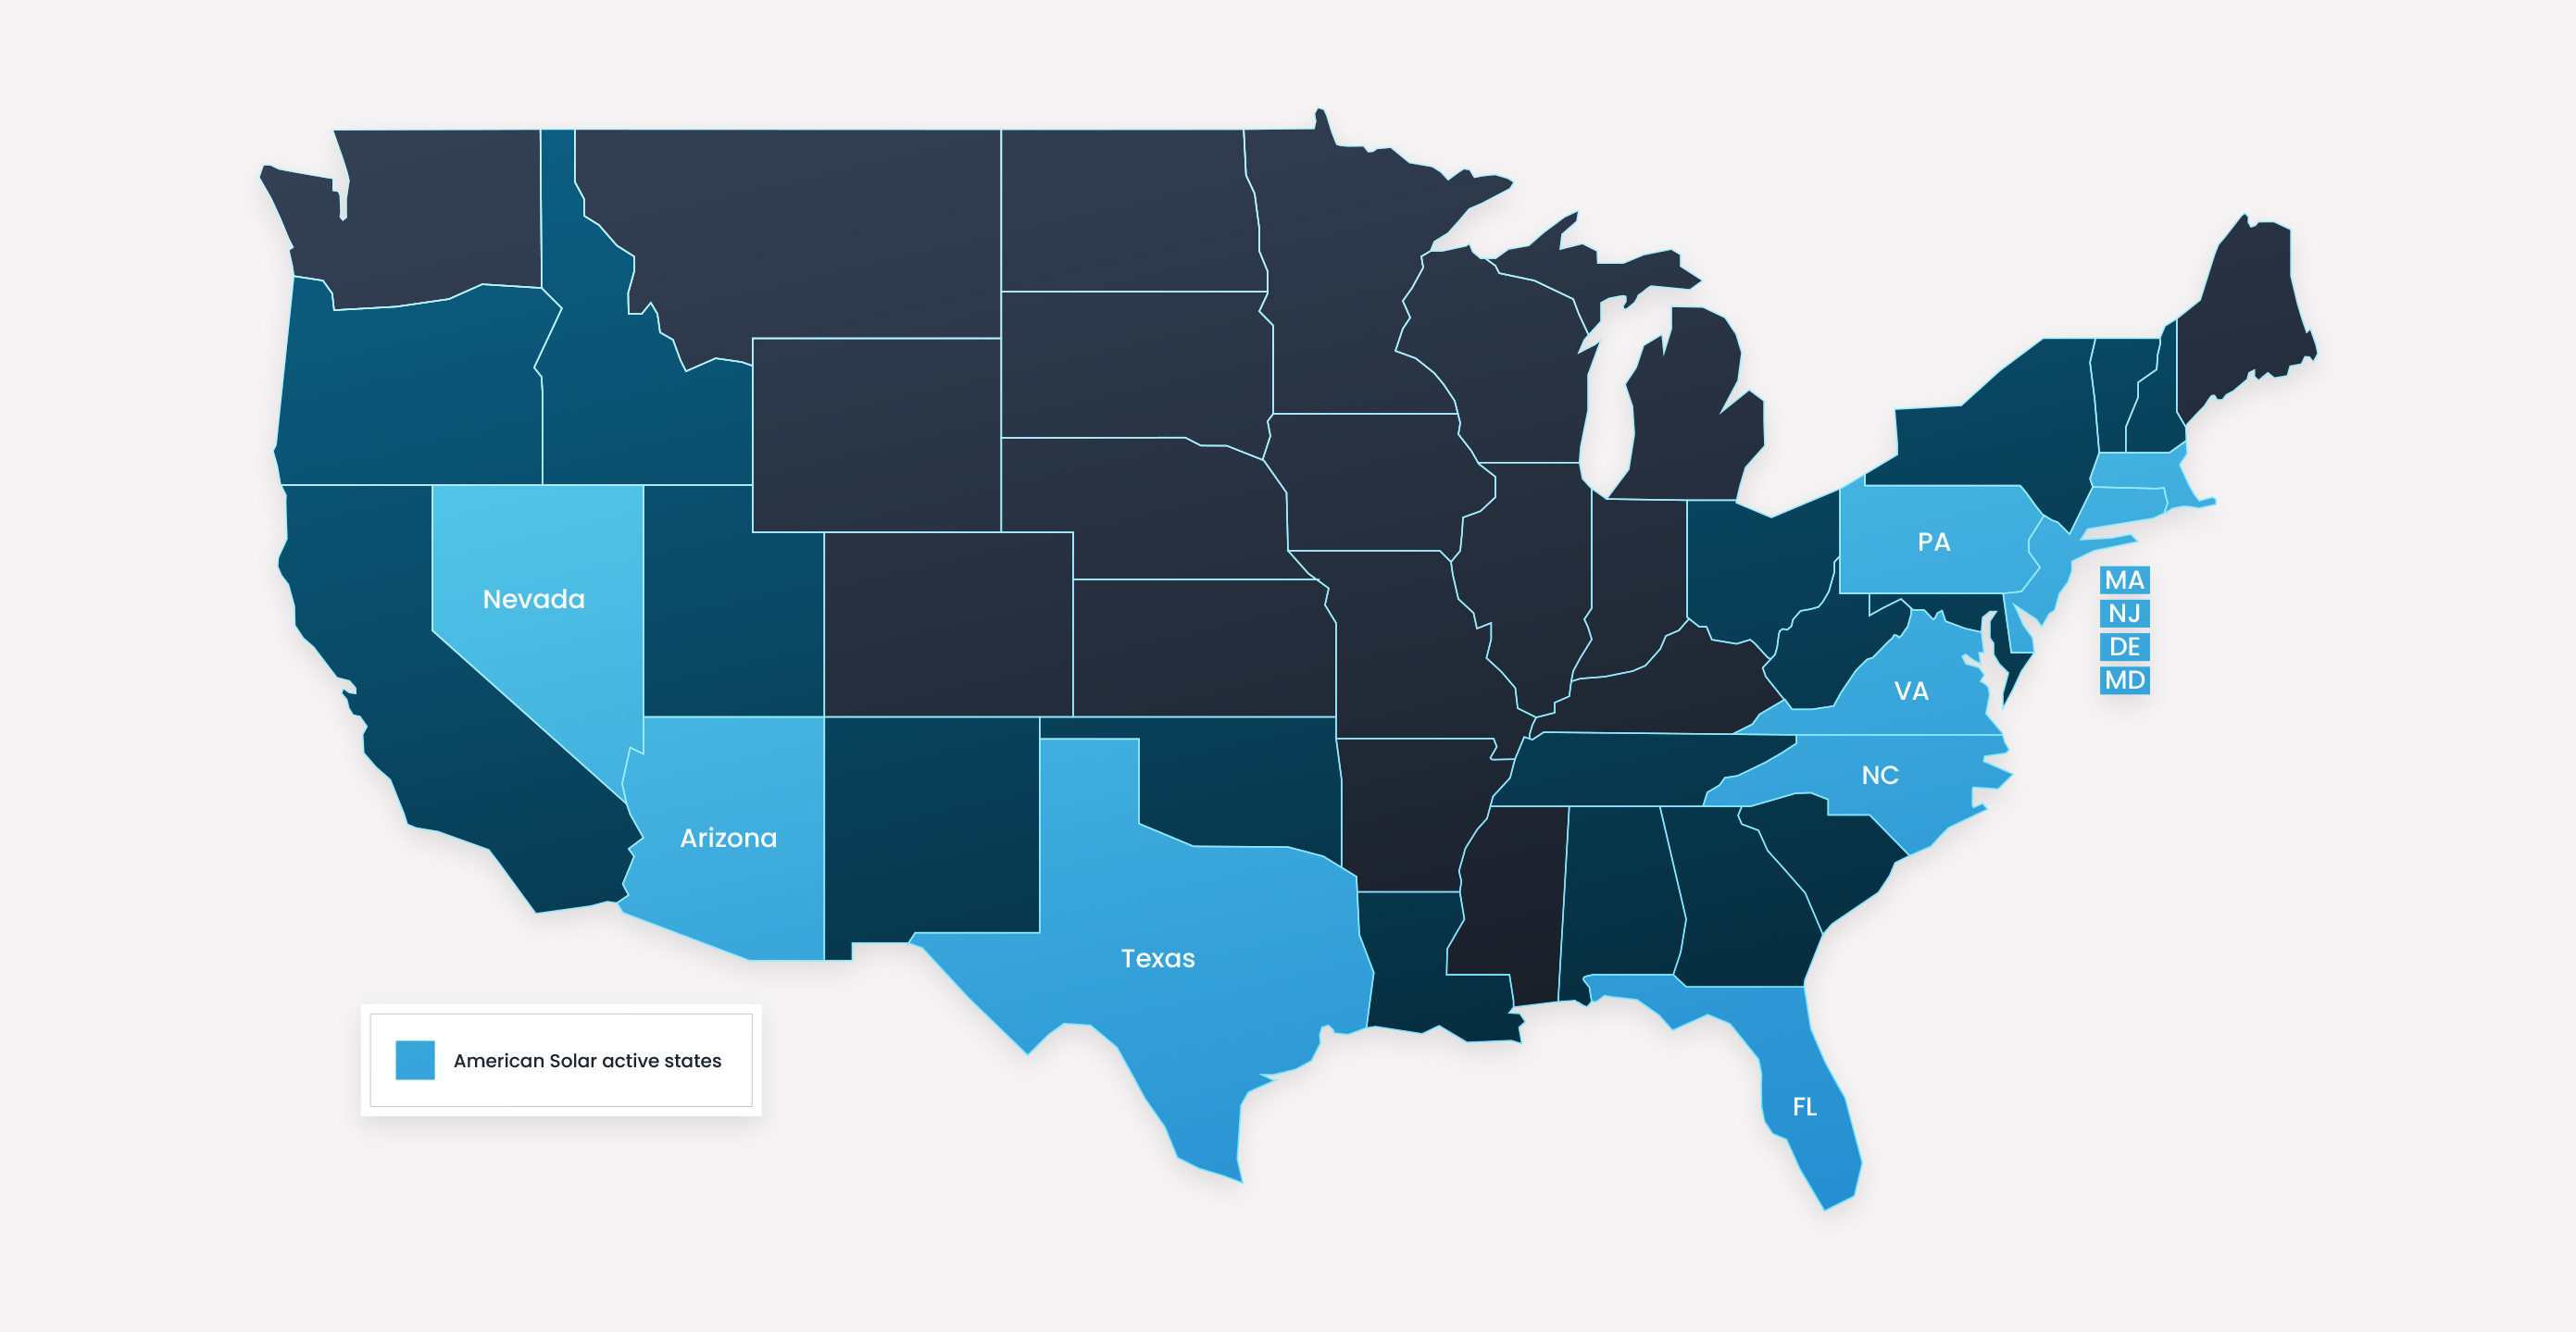 PA
MA
Nevada
NJ
DE
MD
VA
NC
Arizona
Texas
American Solar active states
FL